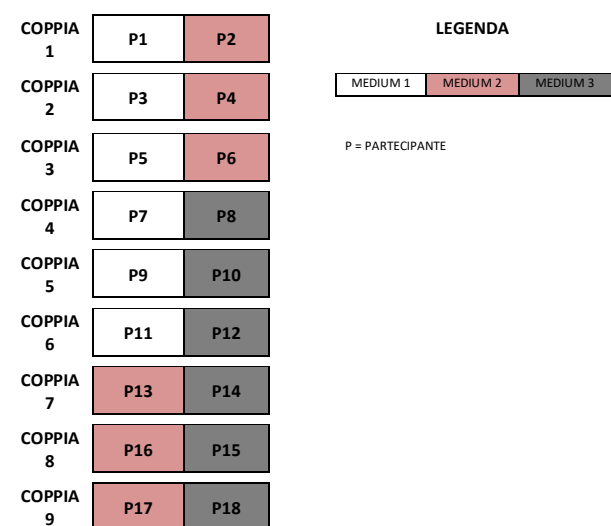 COPPIA
1
P1 P2
COPPIA
2
P3 P4
COPPIA
3
P5 P6
COPPIA
4
P7 P8
COPPIA
5
P9 P10
COPPIA
6
P11 P12
COPPIA
7
P13 P14
COPPIA
8
P16 P15
COPPIA
9
P17 P18
LEGENDA
MEDIUM 1 MEDIUM 2 MEDIUM 3
P = PARTECIPANTE